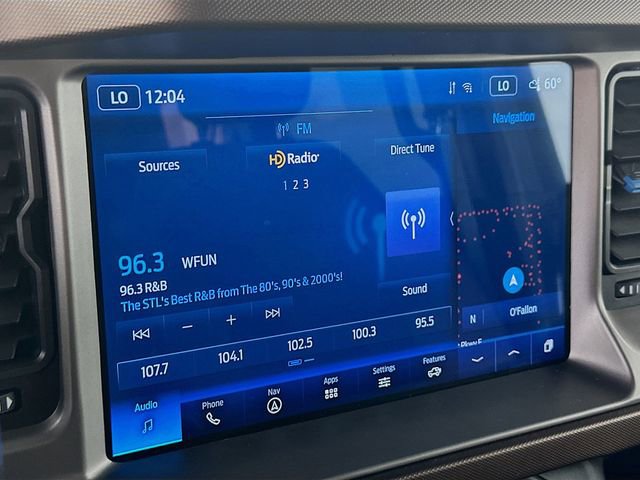 LO 12:04
LO 60°
FM
Navigation
Sources
HD Radio
Direct Tune
1 2 3
96.3 WFUN
96.3 R&B
The STL's Best R&B from The 80's, 90's & 2000's!
Sound
107.7 104.1 102.5 100.3 95.5
N O'Fallon
Audio Phone Nav Apps Settings Features